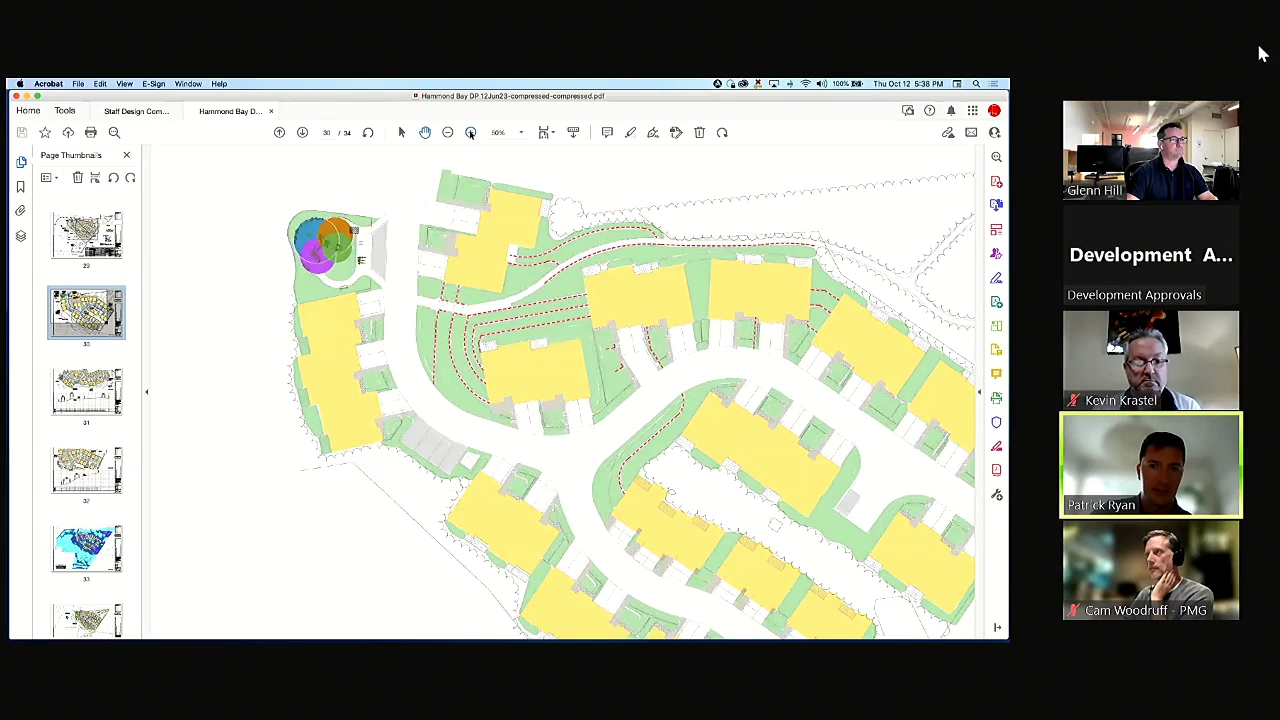 Acrobat File Edit View E-Sign Window Help
100% Thu Oct 12 5:38 PM
Hammond Bay DP 12Jun23-compressed-compressed.pdf
Home Tools Staff Design Com... Hammond Bay D... ×
30 / 34 50%
Page Thumbnails
29
30
31
32
33
Glenn Hill
Development A...
Development Approvals
Kevin Krastel
Patrick Ryan
Cam Woodruff - PMG